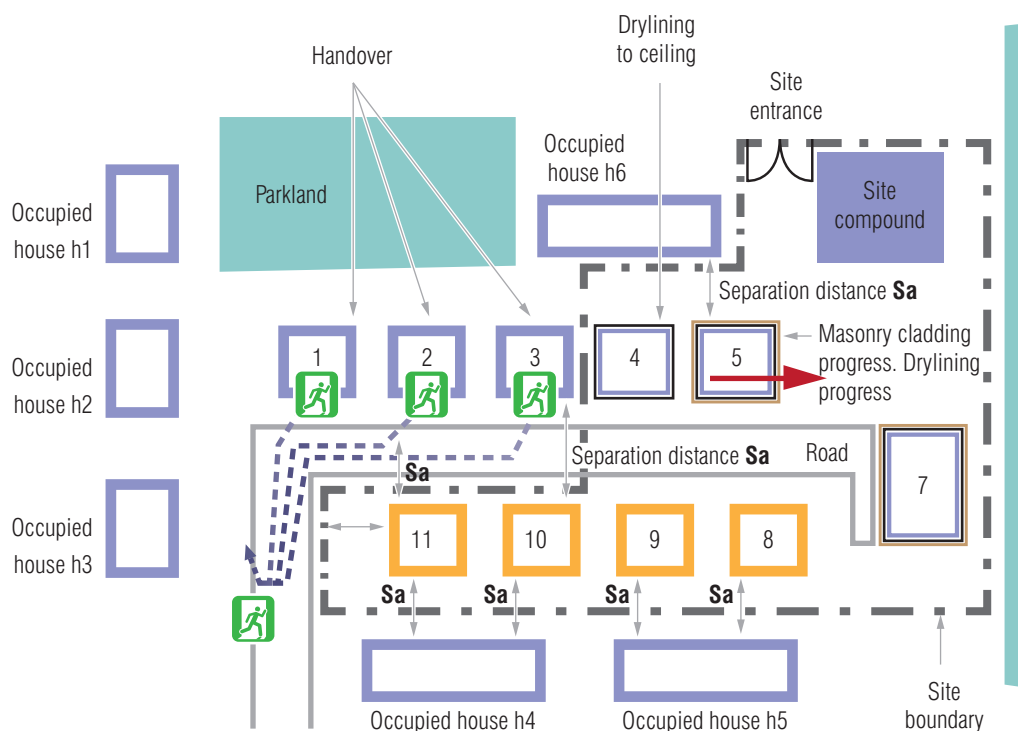 Drylining
to ceiling
Handover
Site
entrance
Occupied
house h6
Parkland
Site
compound
Occupied
house h1
Separation distance Sa
1
2
3
4
5
Masonry cladding
progress. Drylining
progress
Occupied
house h2
Separation distance Sa
Road
Sa
7
Occupied
house h3
11
10
9
8
Sa
Sa
Sa
Sa
Occupied house h4
Occupied house h5
Site
boundary